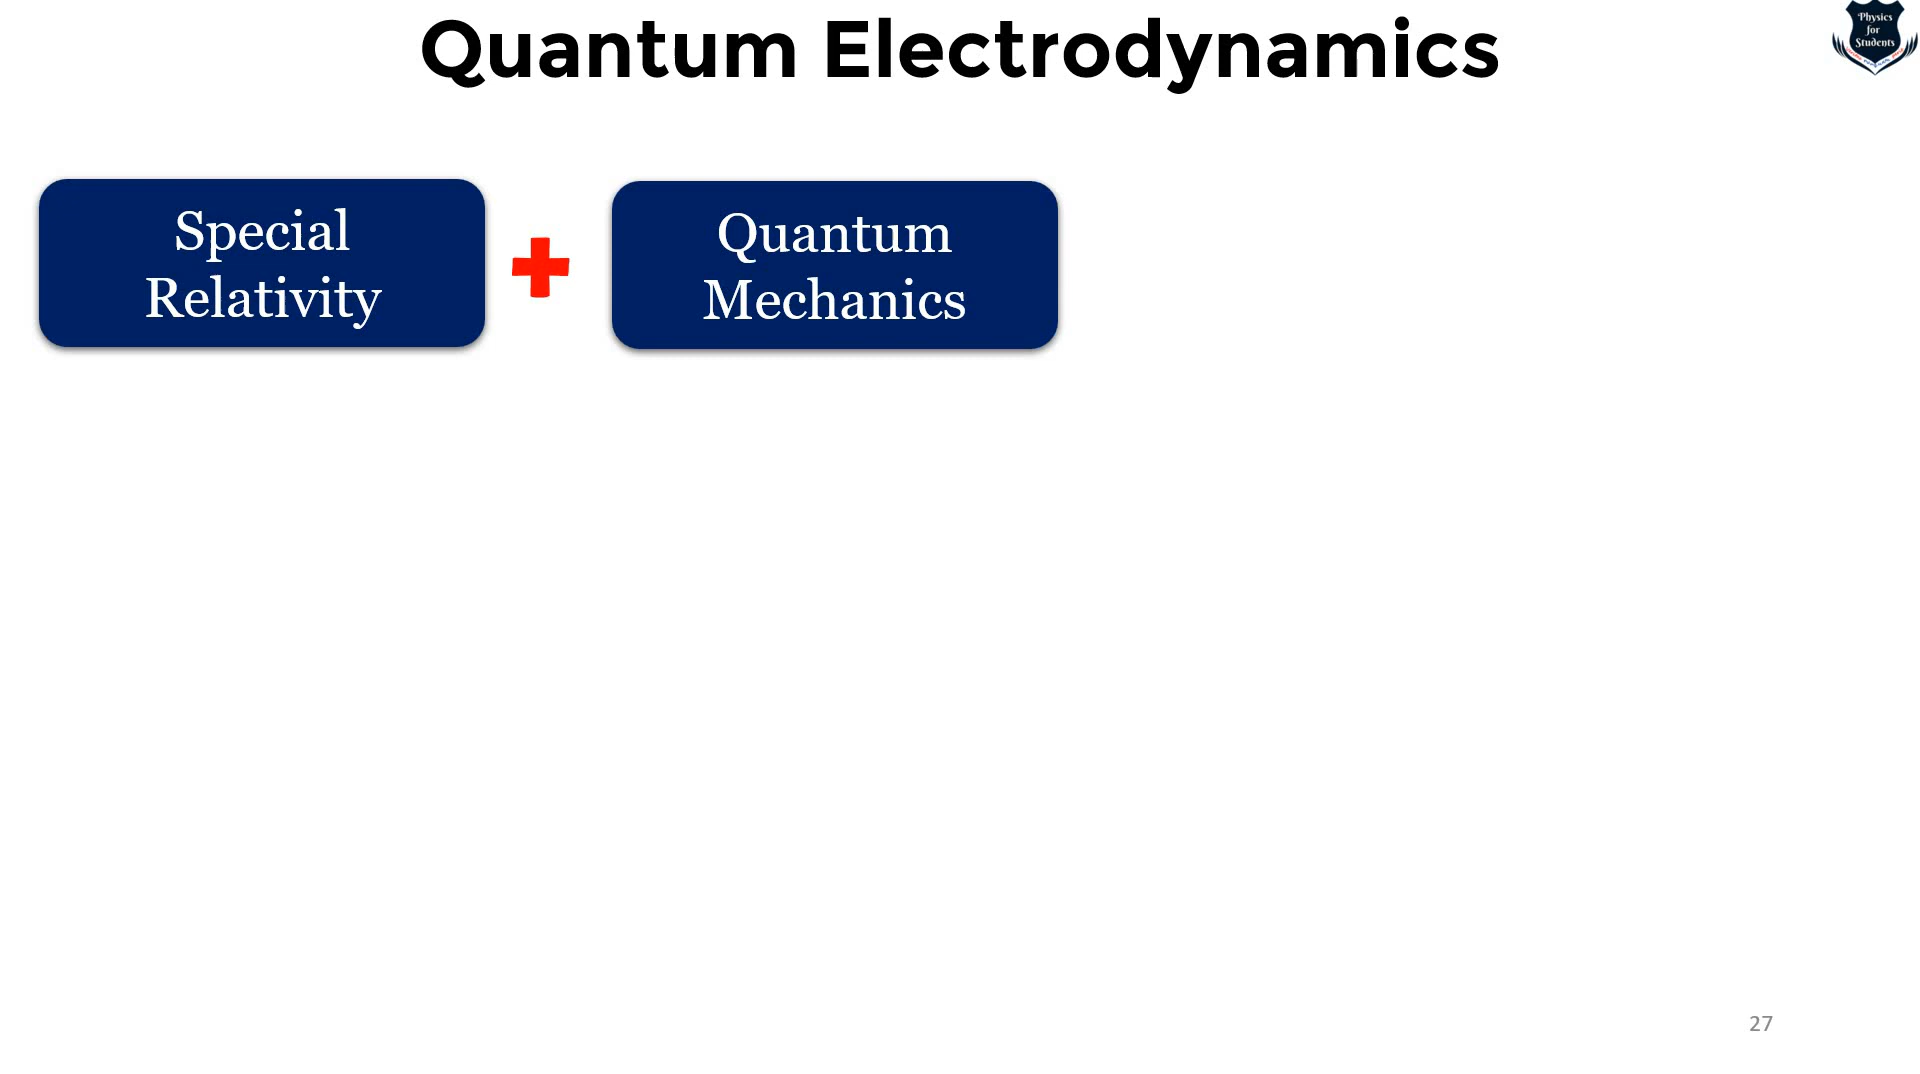 Quantum Electrodynamics
Physics
for
Students
Special
Relativity
Quantum
Mechanics
27